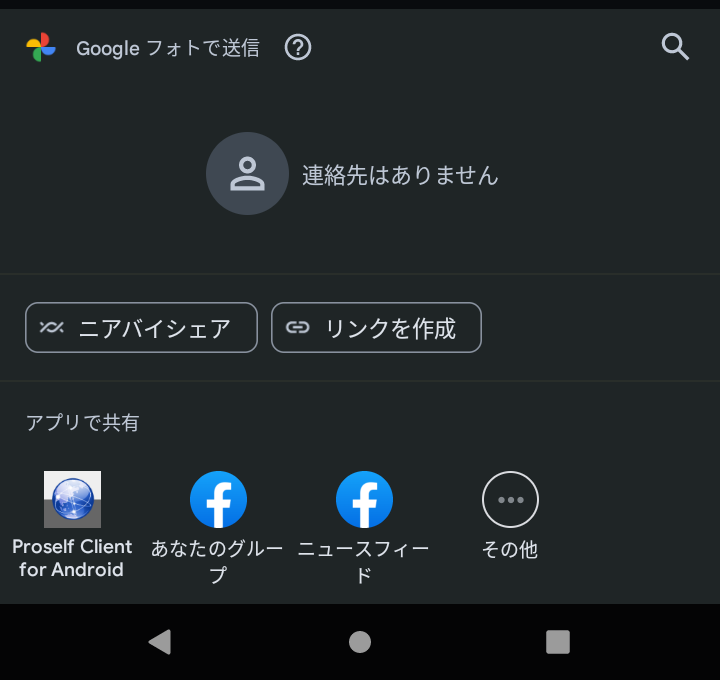 Google フォトで送信
連絡先はありません
ニアバイシェア
リンクを作成
アプリで共有
Proself Client
for Android
あなたのグルー
プ
ニュースフィー
ド
その他